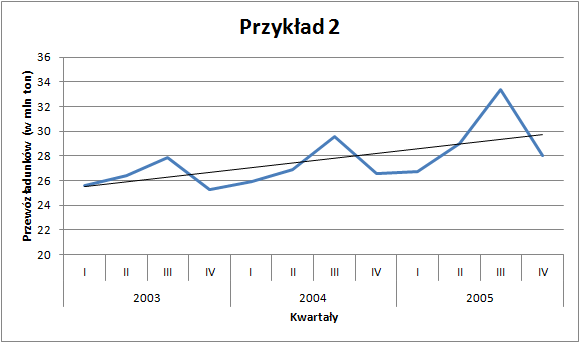 Przykład 2
Przewóz ładunków (w mln ton)
36
34
32
30
28
26
24
22
20
I II III IV I II III IV I II III IV
2003 2004 2005
Kwartały